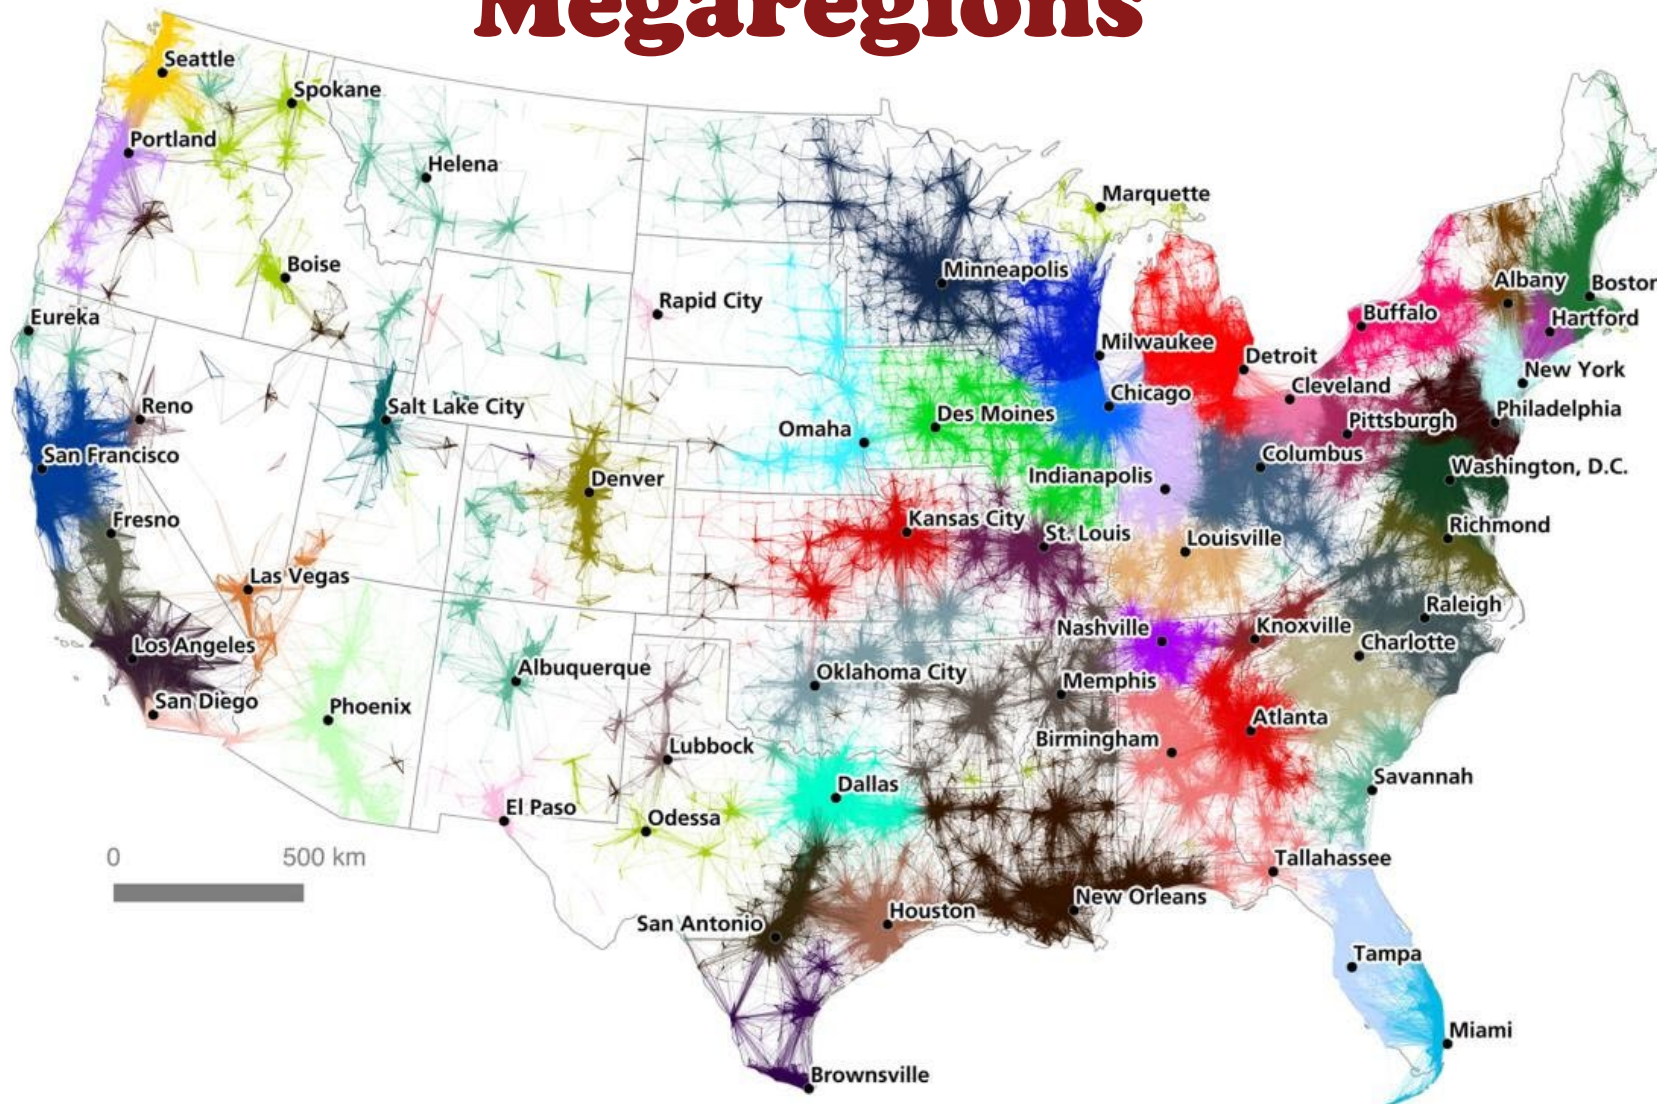 Megaregions
Seattle
Spokane
Portland
Helena
Marquette
Boise
Minneapolis
Albany
Boston
Rapid City
Eureka
Buffalo
Hartford
Milwaukee
Detroit
New York
Cleveland
Chicago
Reno
Salt Lake City
Des Moines
Philadelphia
Pittsburgh
Omaha
San Francisco
Columbus
Washington, D.C.
Indianapolis
Denver
Fresno
Kansas City
St. Louis
Richmond
Louisville
Las Vegas
Raleigh
Nashville
Knoxville
Los Angeles
Charlotte
Albuquerque
Oklahoma City
Memphis
San Diego
Phoenix
Atlanta
Birmingham
Lubbock
Savannah
Dallas
El Paso
Odessa
0 500 km
Tallahassee
New Orleans
Houston
San Antonio
Tampa
Miami
Brownsville